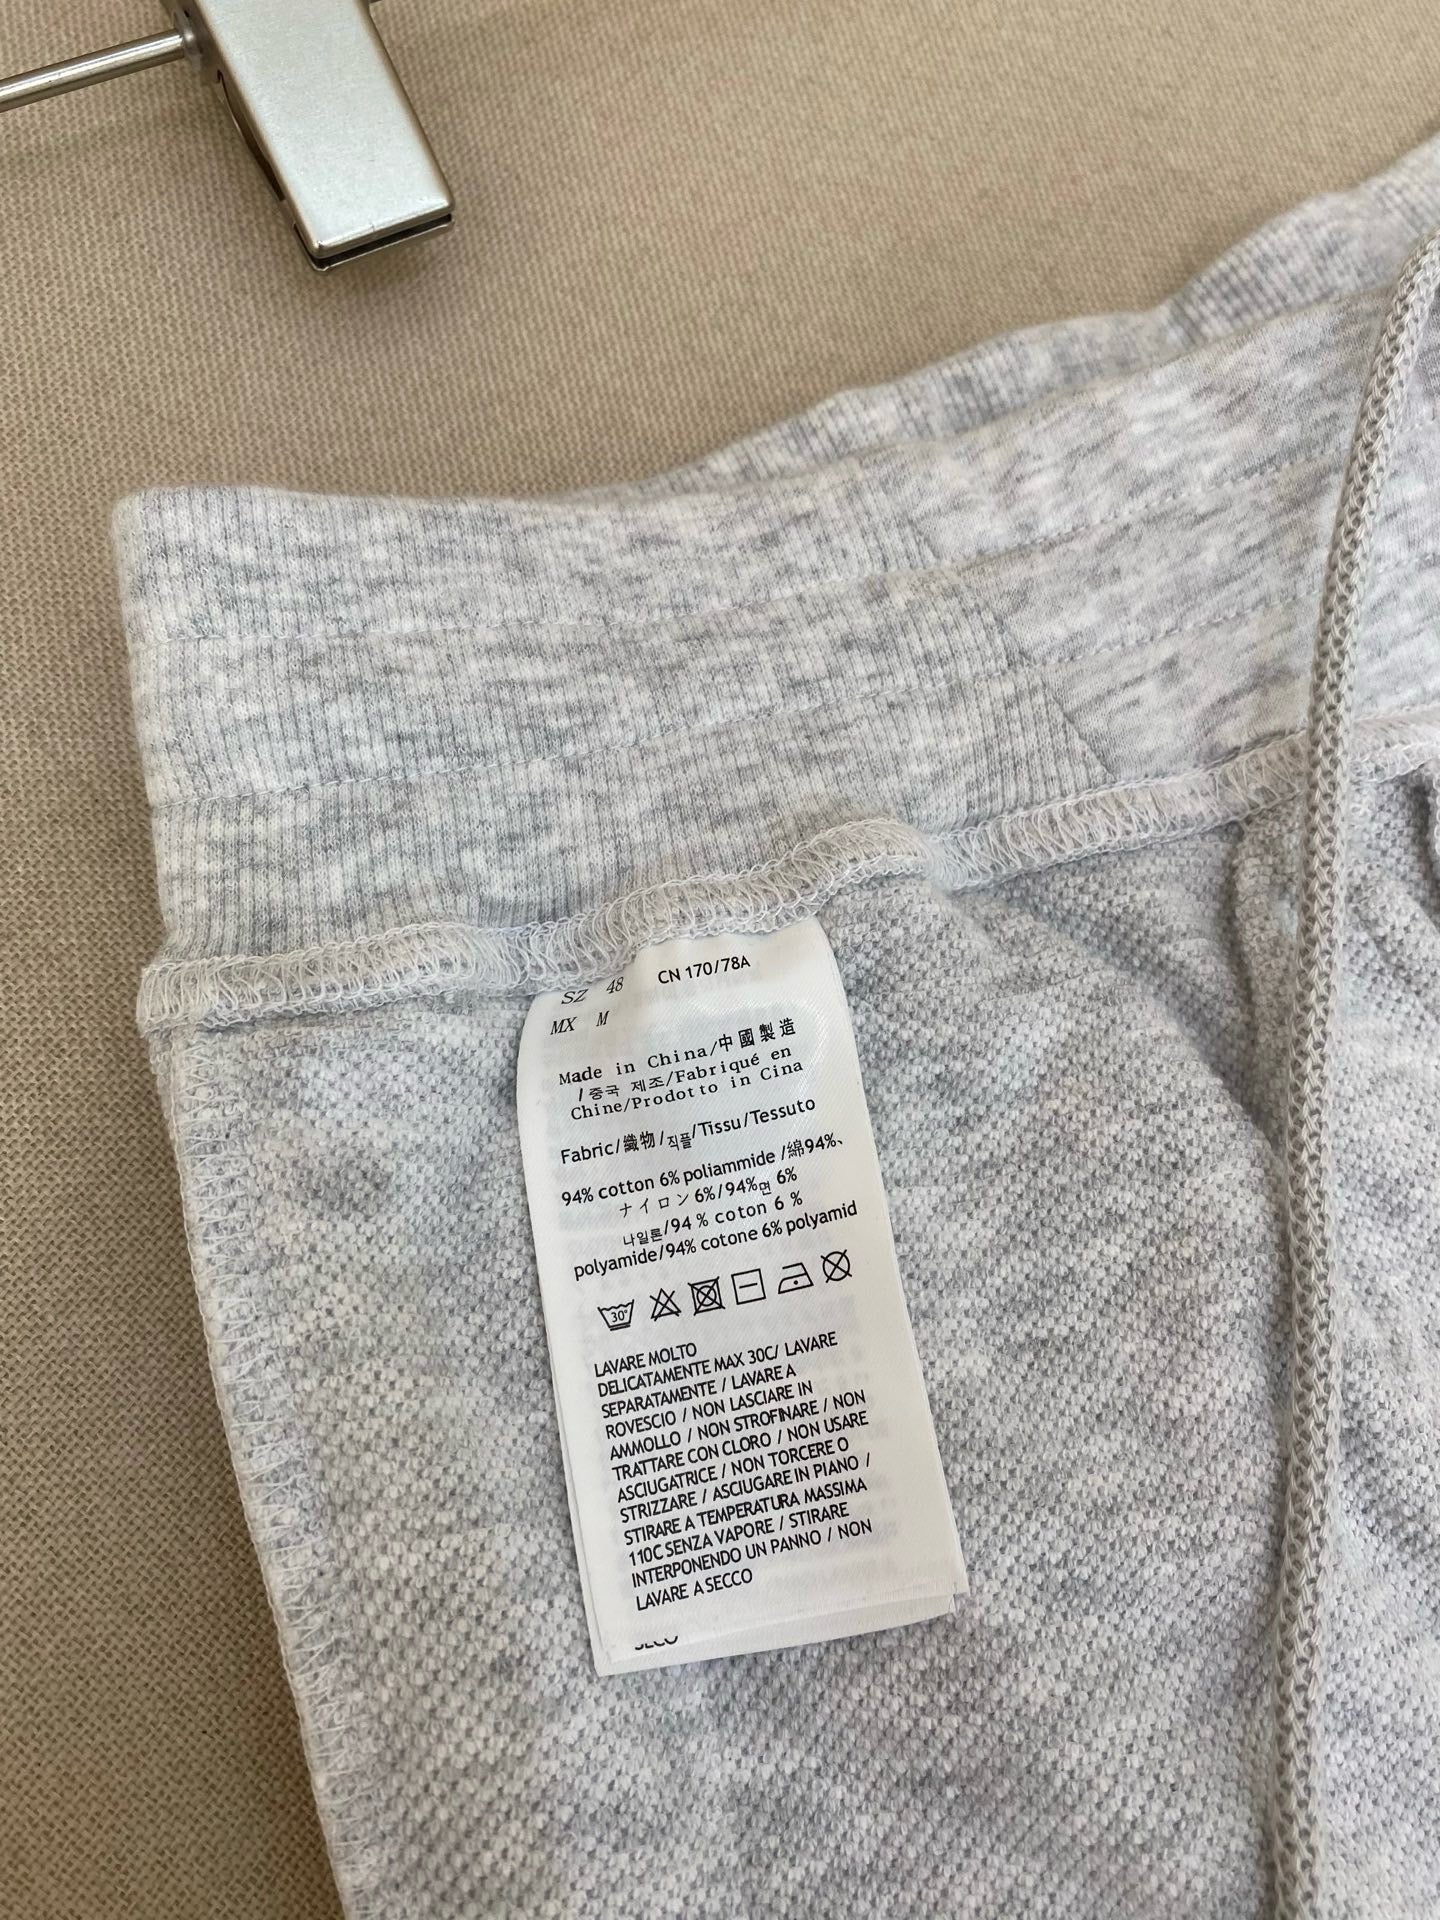 SZ 48 CN 170/78A
MX M
Made in China/中國製造
/중국 제조/Fabriqué en
Chine/Prodotto in Cina
Fabric/織物/직플/Tissu/Tessuto
94% cotton 6% poliammide /綿94%、
ナイロン 6%/94%면 6%
나일론/94 % coton 6 %
polyamide/94% cotone 6% polyamid
30°
LAVARE MOLTO
DELICATAMENTE MAX 30C/ LAVARE
SEPARATAMENTE / LAVARE A
ROVESCIO / NON LASCIARE IN
AMMOLLO / NON STROFINARE / NON
TRATTARE CON CLORO / NON USARE
ASCIUGATRICE / NON TORCERE O
STRIZZARE / ASCIUGARE IN PIANO /
STIRARE A TEMPERATURA MASSIMA
110C SENZA VAPORE / STIRARE
INTERPONENDO UN PANNO / NON
LAVARE A SECCO